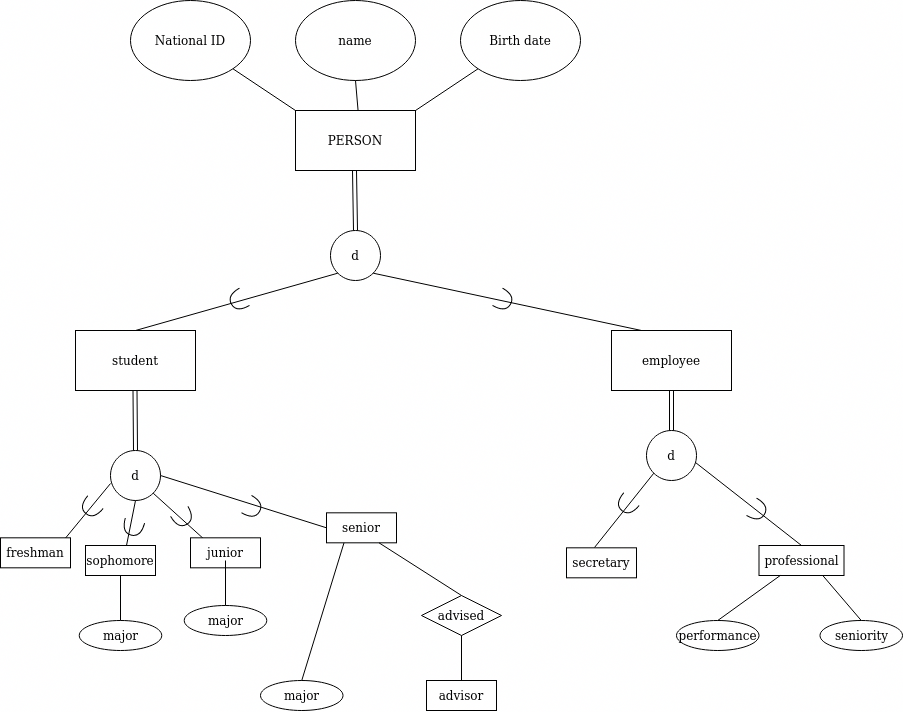 National ID
name
Birth date
PERSON
d
student
employee
d
d
freshman
sophomore
junior
senior
secretary
professional
major
major
advised
performance
seniority
major
advisor